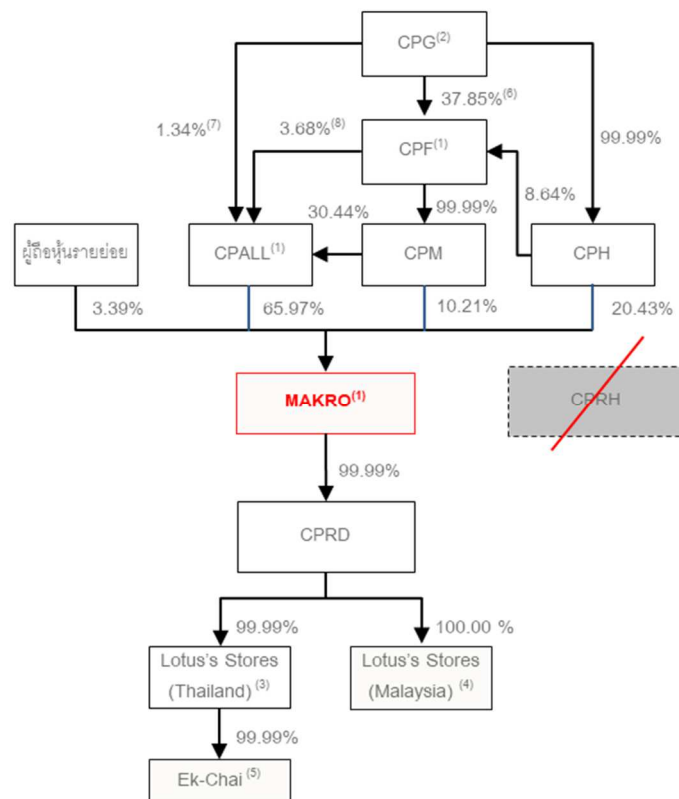 CPG(2)
37.85%(6)
1.34%(7)
3.68%(8)
99.99%
CPF(1)
8.64%
30.44%
99.99%
ผู้ถือหุ้นรายย่อย
CPALL(1)
CPM
CPH
3.39%
65.97%
10.21%
20.43%
MAKRO(1)
CPRH
99.99%
CPRD
99.99%
100.00 %
Lotus's Stores
(Thailand) (3)
Lotus's Stores
(Malaysia) (4)
99.99%
Ek-Chai (5)